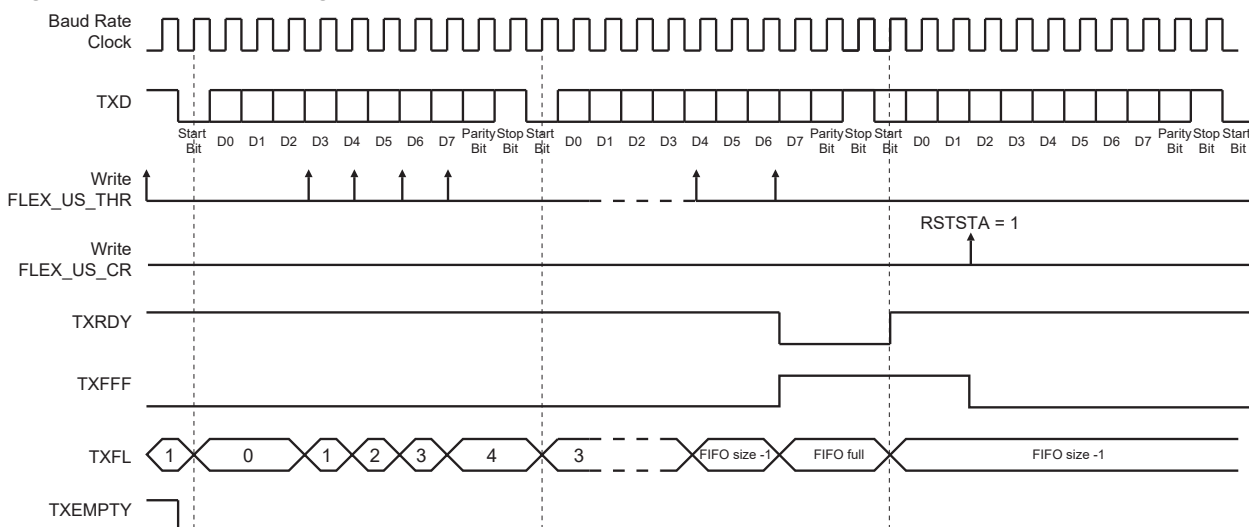 Baud Rate
Clock
TXD
Start
Bit D0 D1 D2 D3 D4 D5 D6 D7 Parity
Bit Stop
Bit Start
Bit D0 D1 D2 D3 D4 D5 D6 D7 Parity
Bit Stop
Bit Start
Bit D0 D1 D2 D3 D4 D5 D6 D7 Parity
Bit Stop
Bit Start
Bit
Write
FLEX_US_THR
RSTSTA = 1
Write
FLEX_US_CR
TXRDY
TXFFF
TXFL 1 0 1 2 3 4 3 FIFO size -1 FIFO full FIFO size -1
TXEMPTY